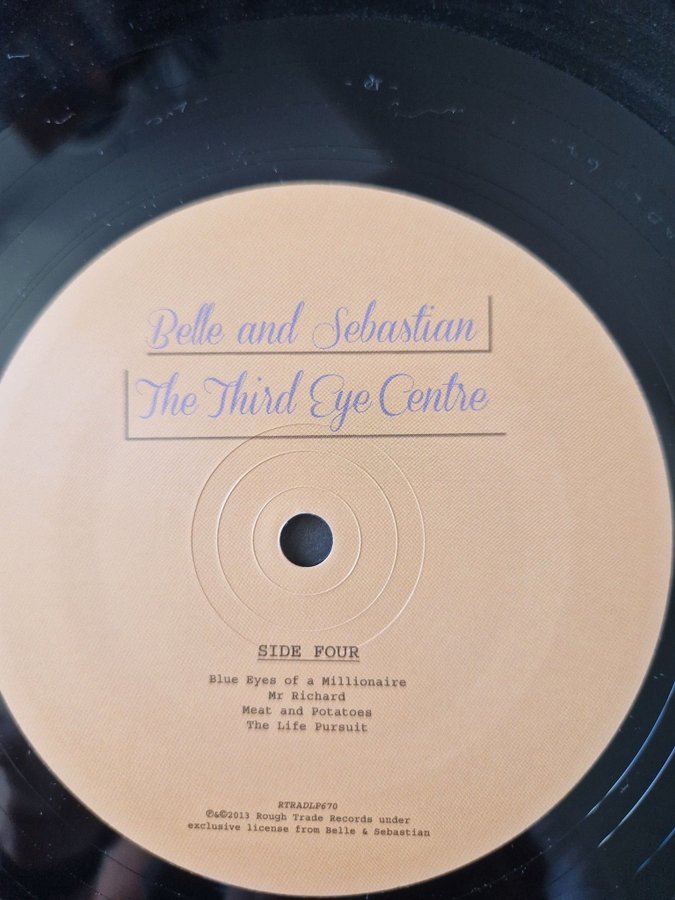 Belle and Sebastian
The Third Eye Centre
SIDE FOUR
Blue Eyes of a Millionaire
Mr Richard
Meat and Potatoes
The Life Pursuit
RTRADLP670
℗&©2013 Rough Trade Records under
exclusive license from Belle & Sebastian